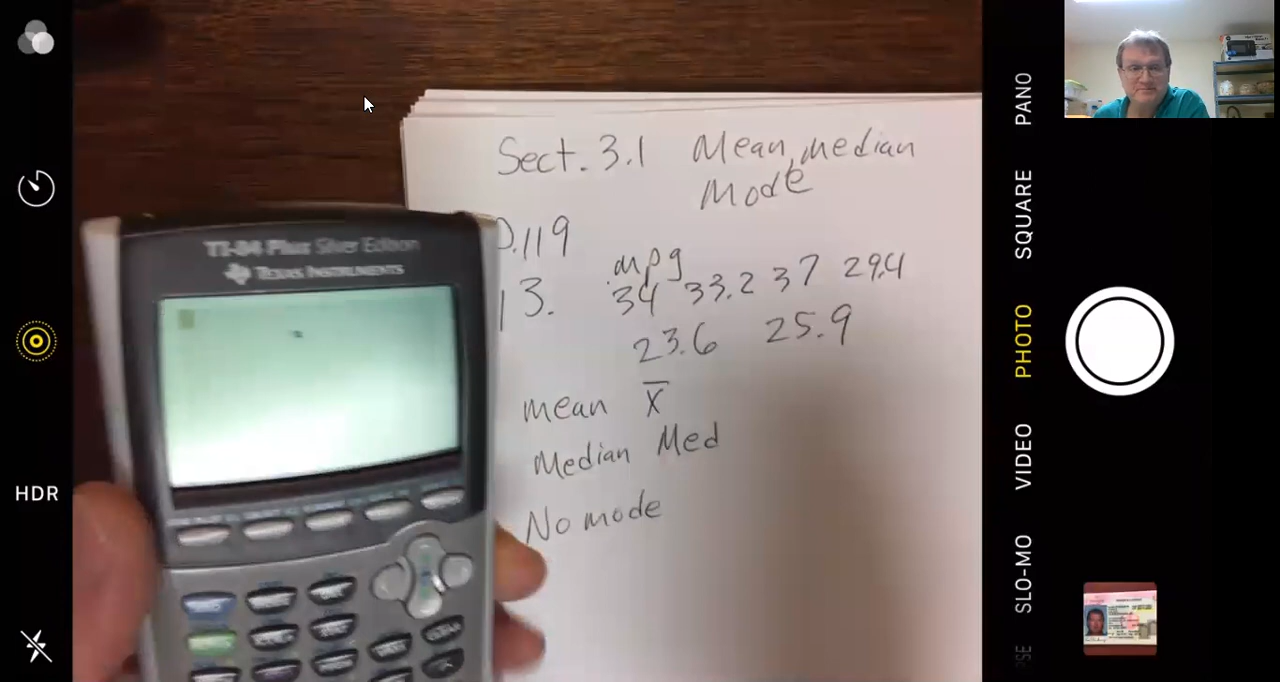 Sect. 3.1 Mean, median
Mode
P.119
13. mpg
34 33.2 37 29.4
23.6 25.9
mean x̅
Median Med
No mode
TI-84 Plus Silver Edition
TEXAS INSTRUMENTS
HDR
PANO
SQUARE
PHOTO
VIDEO
SLO-MO
SE